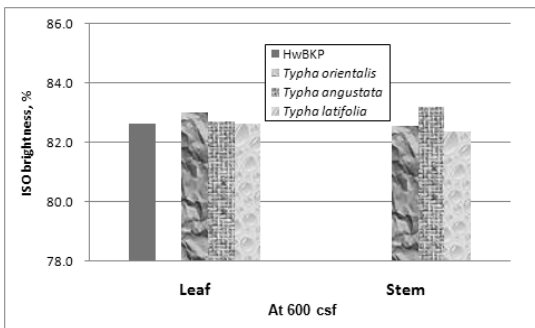 86.0
84.0
82.0
80.0
78.0
ISO brightness, %
HwBKP
Typha orientalis
Typha angustata
Typha latifolia
Leaf Stem
At 600 csf